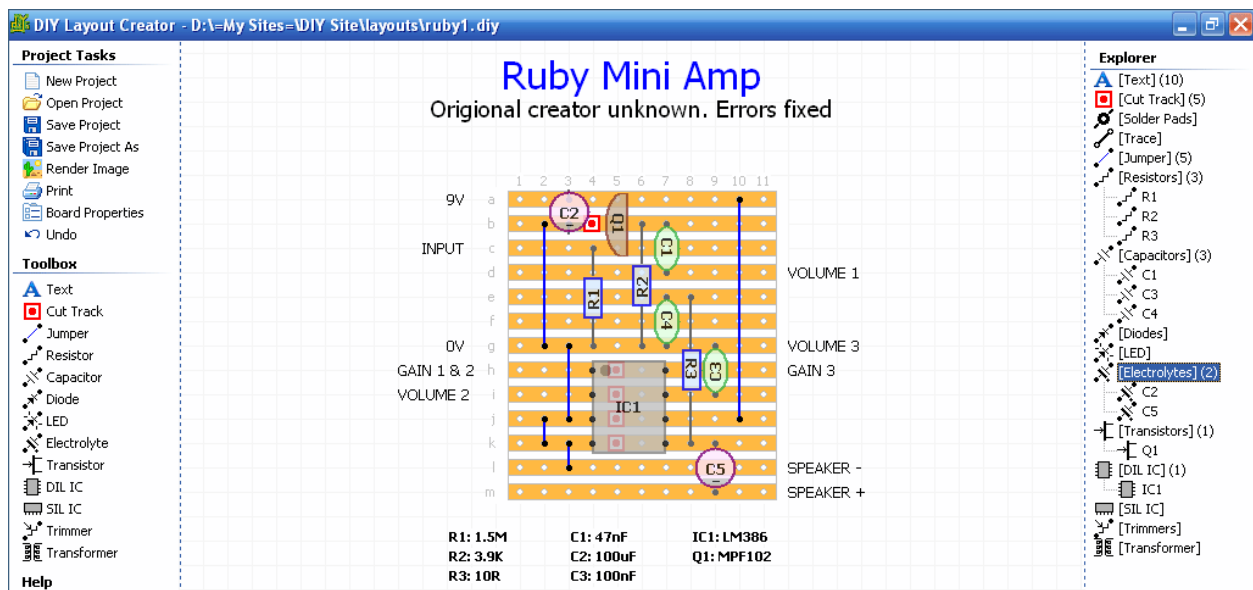 DIY Layout Creator - D:\=My Sites=\DIY Site\layouts\ruby1.diy
Project Tasks
New Project
Open Project
Save Project
Save Project As
Render Image
Print
Board Properties
Undo
Toolbox
Text
Cut Track
Jumper
Resistor
Capacitor
Diode
LED
Electrolyte
Transistor
DIL IC
SIL IC
Trimmer
Transformer
Help
Ruby Mini Amp
Origional creator unknown. Errors fixed
1 2 3 4 5 6 7 8 9 10 11
9V a
b
INPUT c
d VOLUME 1
e
f
0V g VOLUME 3
GAIN 1 & 2 h GAIN 3
VOLUME 2 i
j
k
l SPEAKER -
m SPEAKER +
C2
Q1
C1
R1
R2
C4
R3
C3
IC1
C5
R1: 1.5M C1: 47nF IC1: LM386
R2: 3.9K C2: 100uF Q1: MPF102
R3: 10R C3: 100nF
Explorer
[Text] (10)
[Cut Track] (5)
[Solder Pads]
[Trace]
[Jumper] (5)
[Resistors] (3)
R1
R2
R3
[Capacitors] (3)
C1
C3
C4
[Diodes]
[LED]
[Electrolytes] (2)
C2
C5
[Transistors] (1)
Q1
[DIL IC] (1)
IC1
[SIL IC]
[Trimmers]
[Transformer]